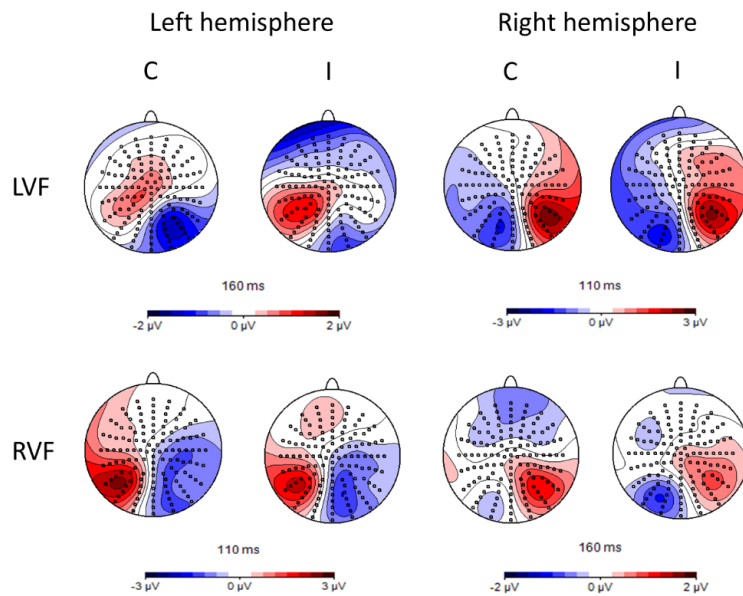 Left hemisphere Right hemisphere
C I C I
LVF
160 ms 110 ms
-2 μV 0 μV 2 μV -3 μV 0 μV 3 μV
RVF
110 ms 160 ms
-3 μV 0 μV 3 μV -2 μV 0 μV 2 μV